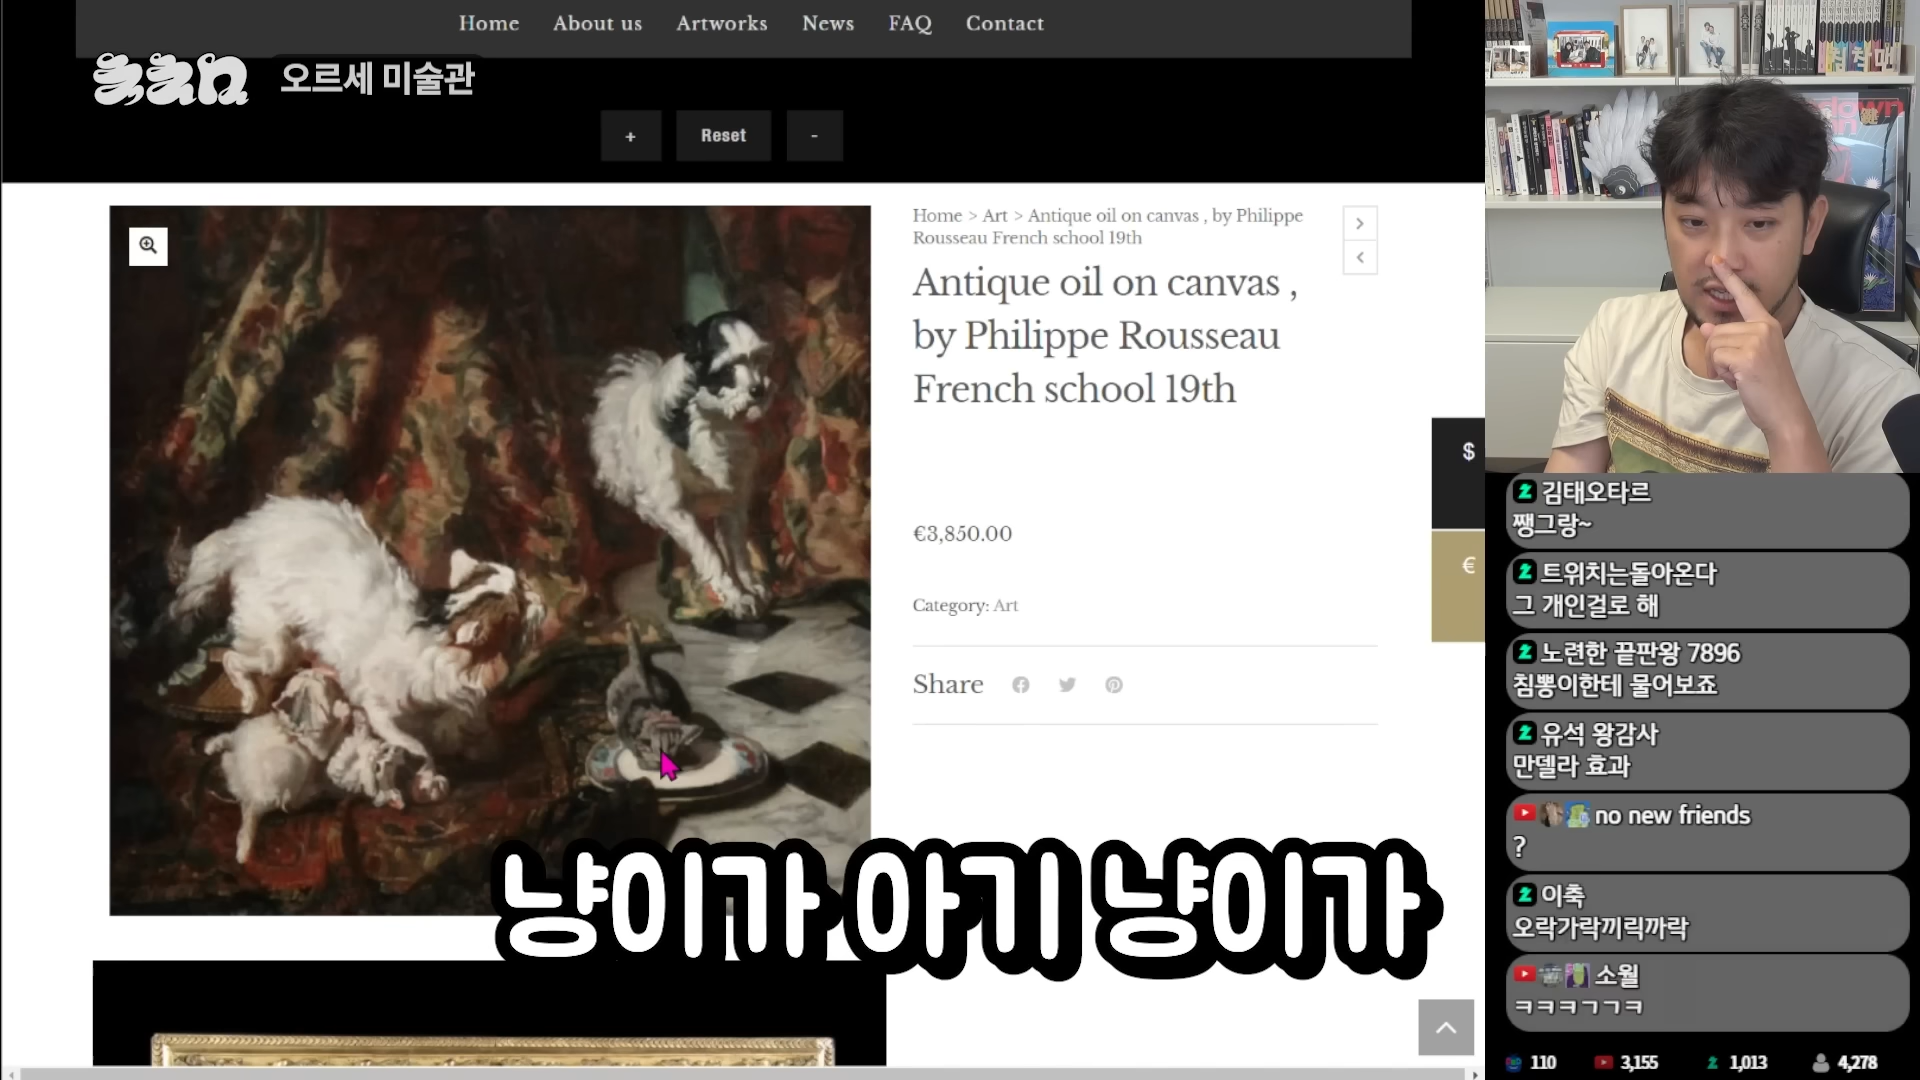 Home About us Artworks News FAQ Contact
오르세 미술관
+ Reset -
Home > Art > Antique oil on canvas , by Philippe
Rousseau French school 19th
Antique oil on canvas ,
by Philippe Rousseau
French school 19th
€3,850.00
Category: Art
Share
$
€
냥이가 아기 냥이가
김태오타르
쨍그랑~
트위치는돌아온다
그 개인걸로 해
노련한 끝판왕 7896
침뽕이한테 물어보죠
유석 왕감사
만델라 효과
no new friends
?
이축
오락가락끼릭까락
소월
ㅋㅋㅋㄱㄱㅋ
110 3,155 1,013 4,278